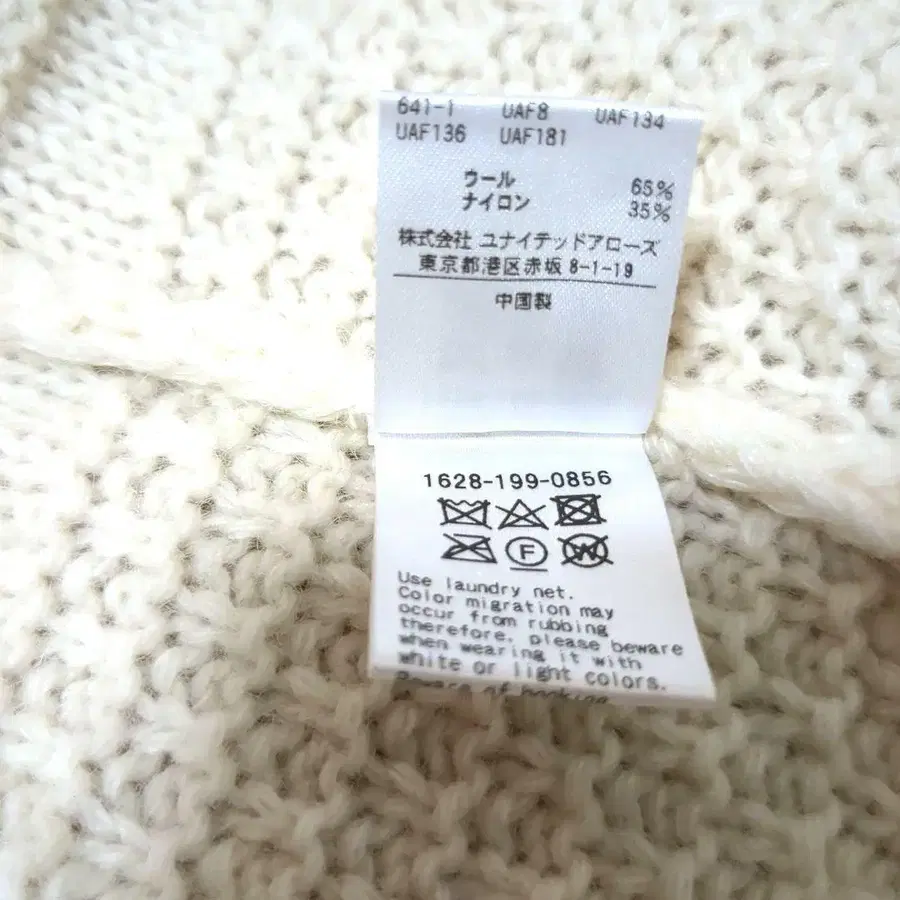 641-1 UAF8 UAF134
UAF136 UAF181
ウール 65%
ナイロン 35%
株式会社 ユナイテッドアローズ
東京都港区赤坂 8-1-19
中国製
1628-199-0856
F
W
Use laundry net.
Color migration may
occur from rubbing
therefore, please beware
when wearing it with
white or light colors.